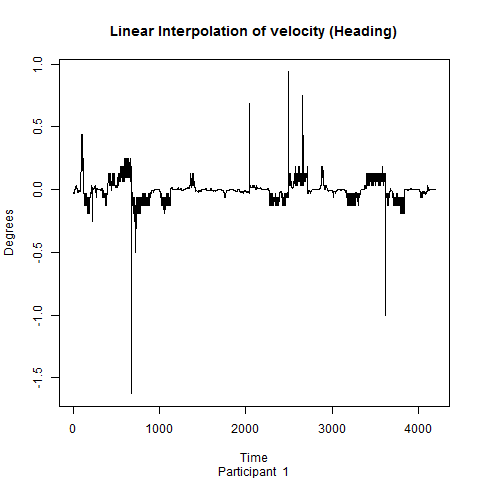 Linear Interpolation of velocity (Heading)
1.0
0.5
0.0
-0.5
-1.0
-1.5
Degrees
0 1000 2000 3000 4000
Time
Participant 1